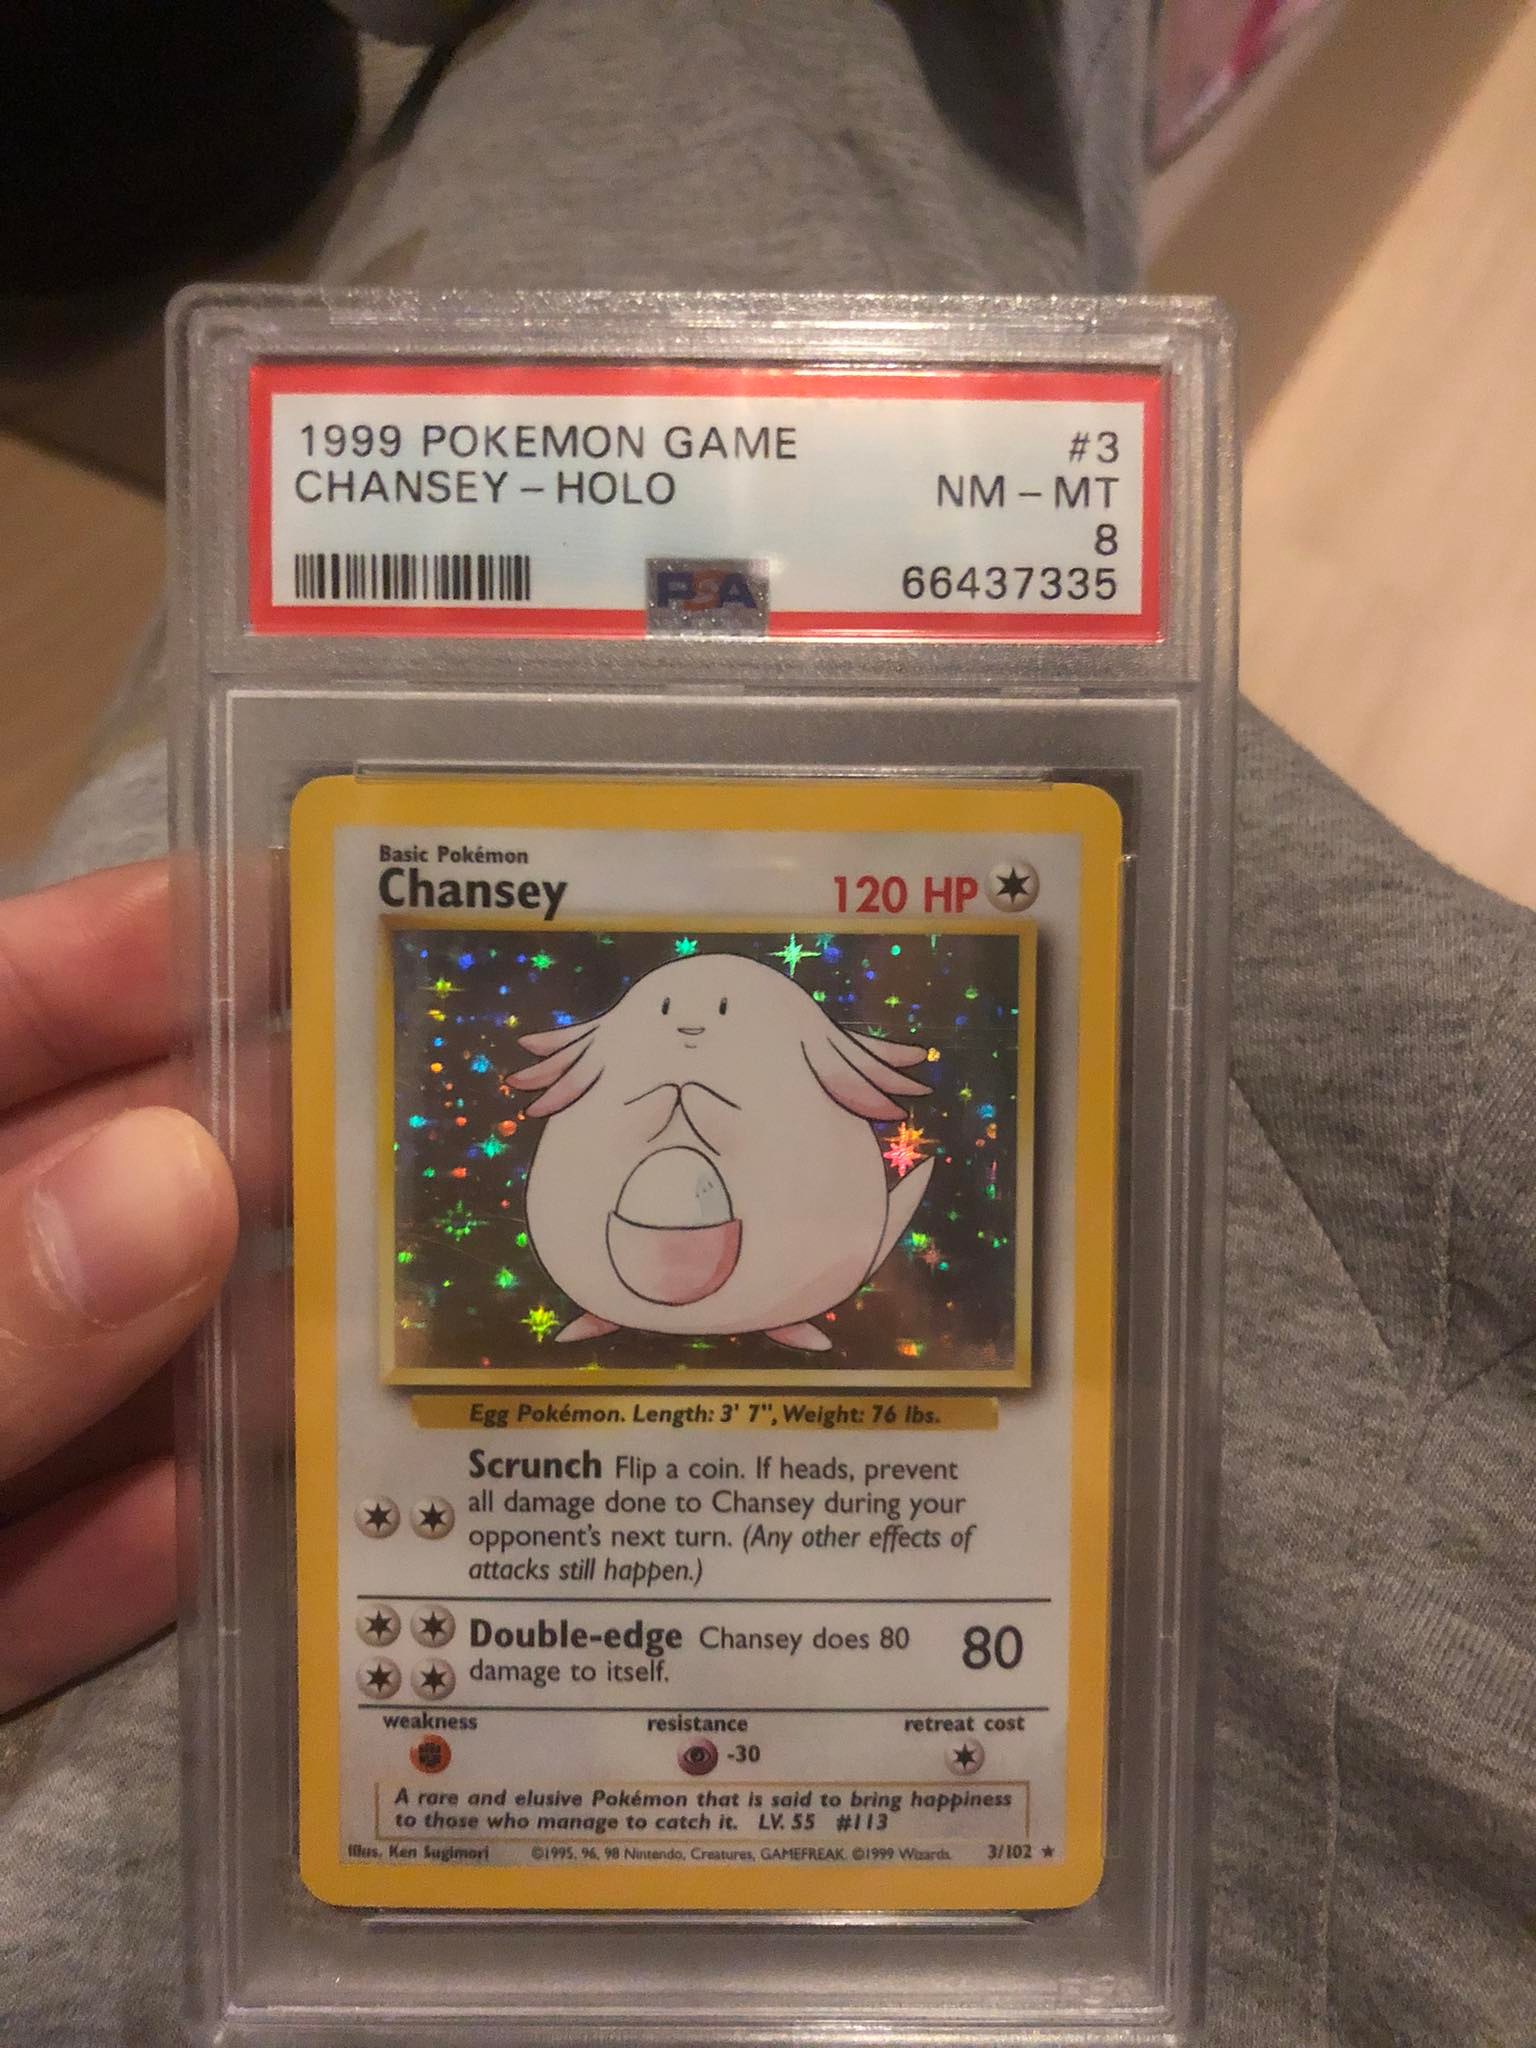 1999 POKEMON GAME #3
CHANSEY - HOLO NM - MT
8
PSA 66437335
Basic Pokémon
Chansey 120 HP
Egg Pokémon. Length: 3' 7", Weight: 76 lbs.
Scrunch Flip a coin. If heads, prevent
all damage done to Chansey during your
opponent's next turn. (Any other effects of
attacks still happen.)
Double-edge Chansey does 80 80
damage to itself.
weakness resistance retreat cost
-30
A rare and elusive Pokémon that is said to bring happiness
to those who manage to catch it. LV. 55 #113
Illus. Ken Sugimori ©1995, 96, 98 Nintendo, Creatures, GAMEFREAK. ©1999 Wizards. 3/102 ★